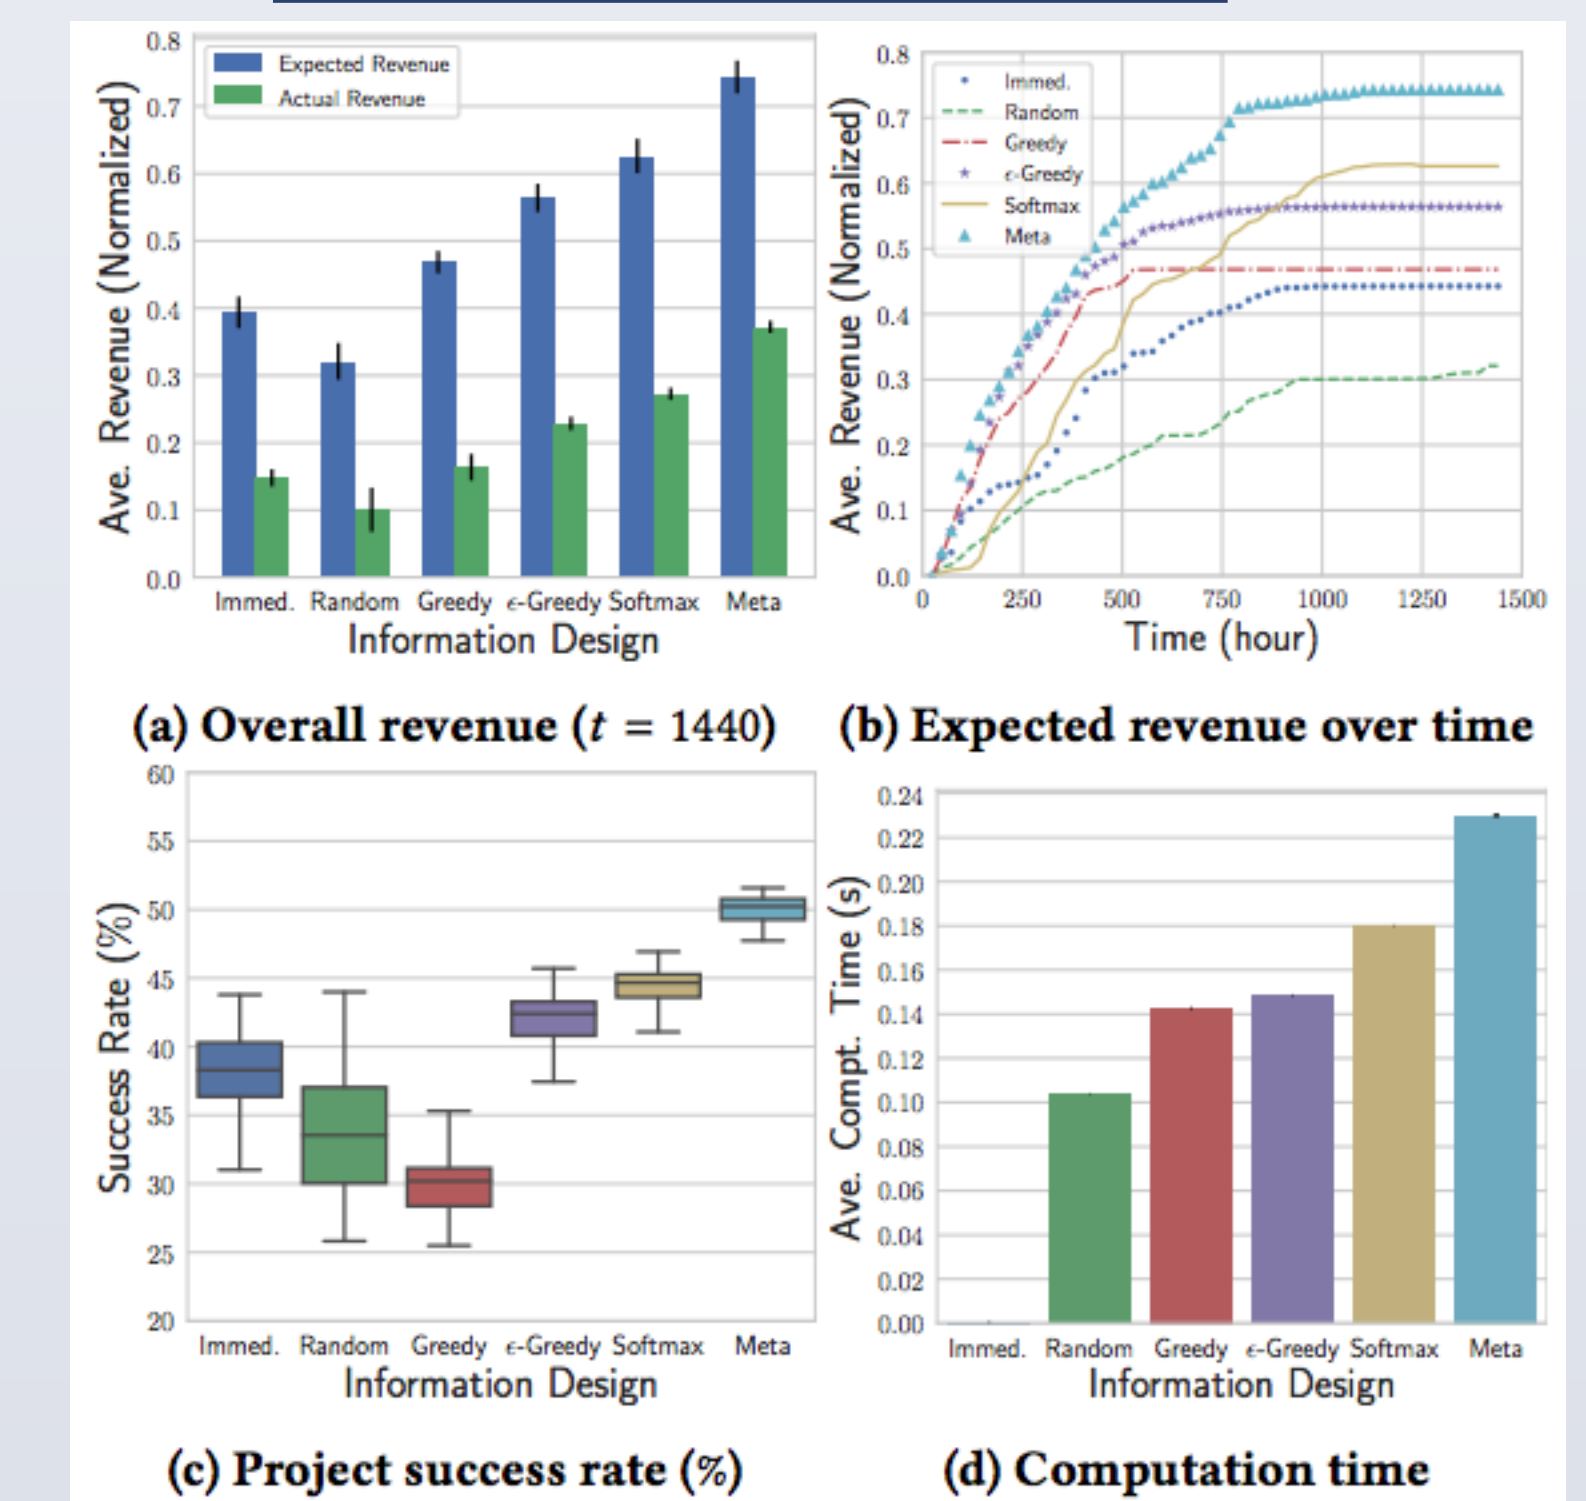 0.8
0.7
0.6
0.5
0.4
0.3
0.2
0.1
0.0
Ave. Revenue (Normalized)
Expected Revenue
Actual Revenue
Immed. Random Greedy ϵ-Greedy Softmax Meta
Information Design
(a) Overall revenue (t = 1440)
0.8
0.7
0.6
0.5
0.4
0.3
0.2
0.1
0.0
Ave. Revenue (Normalized)
Immed.
Random
Greedy
ϵ-Greedy
Softmax
Meta
0 250 500 750 1000 1250 1500
Time (hour)
(b) Expected revenue over time
60
55
50
45
40
35
30
25
20
Success Rate (%)
Immed. Random Greedy ϵ-Greedy Softmax Meta
Information Design
(c) Project success rate (%)
0.24
0.22
0.20
0.18
0.16
0.14
0.12
0.10
0.08
0.06
0.04
0.02
0.00
Ave. Compt. Time (s)
Immed. Random Greedy ϵ-Greedy Softmax Meta
Information Design
(d) Computation time